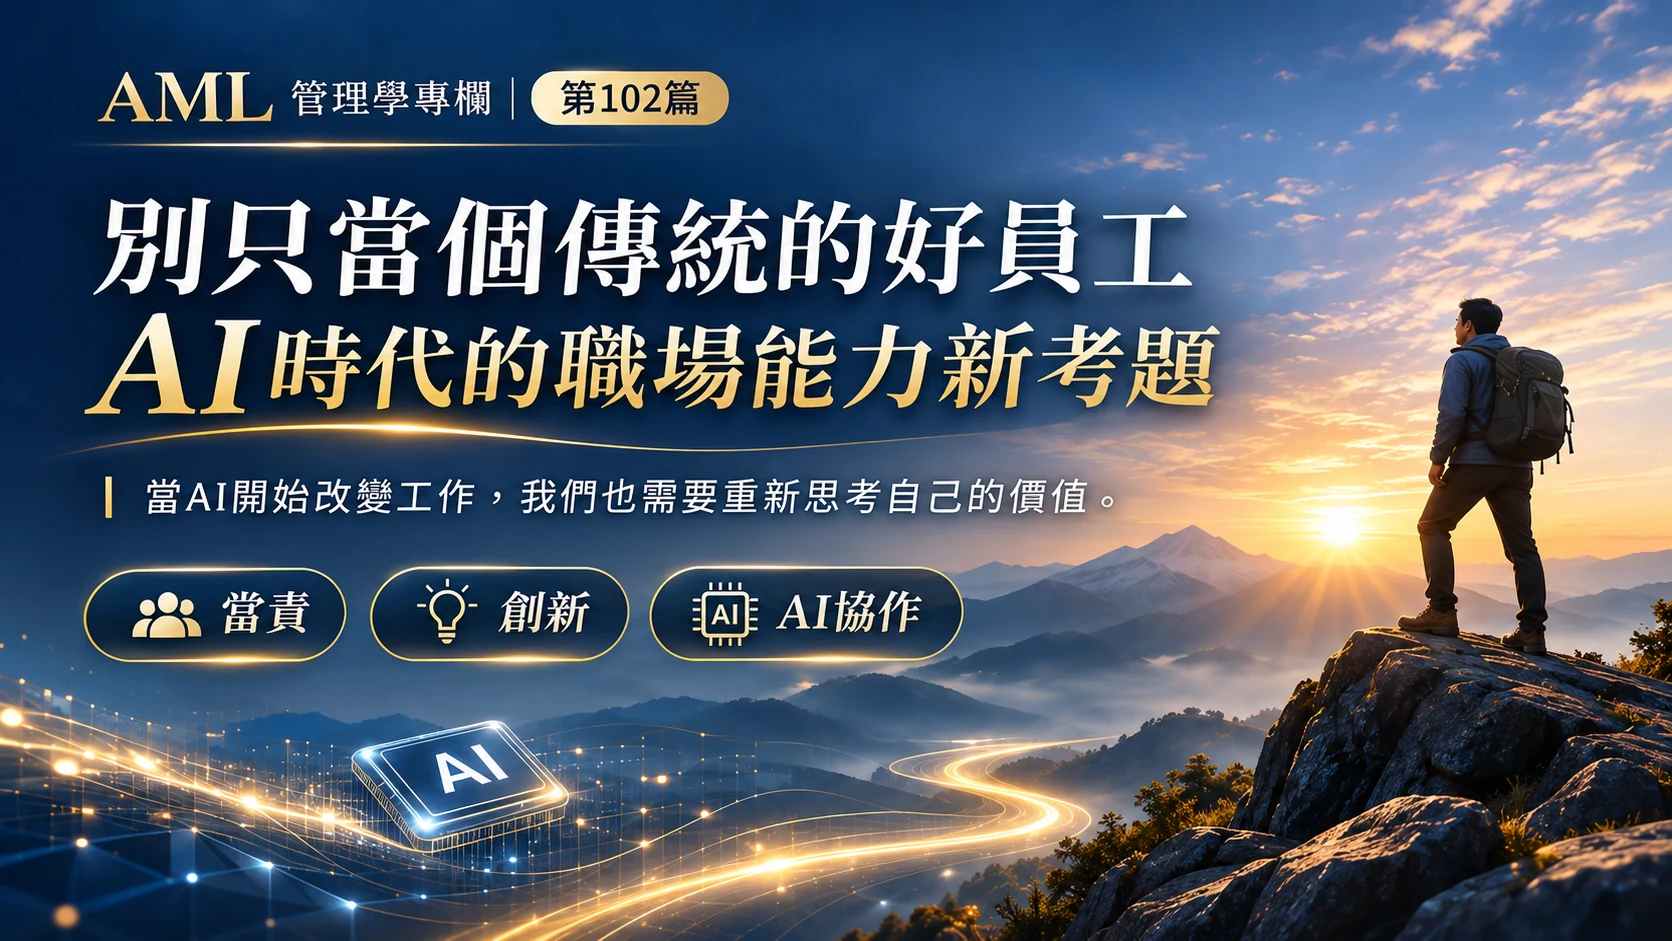 AML 管理學專欄 | 第102篇
別只當個傳統的好員工
AI時代的職場能力新考題
當AI開始改變工作，我們也需要重新思考自己的價值。
當責
創新
AI AI協作
AI